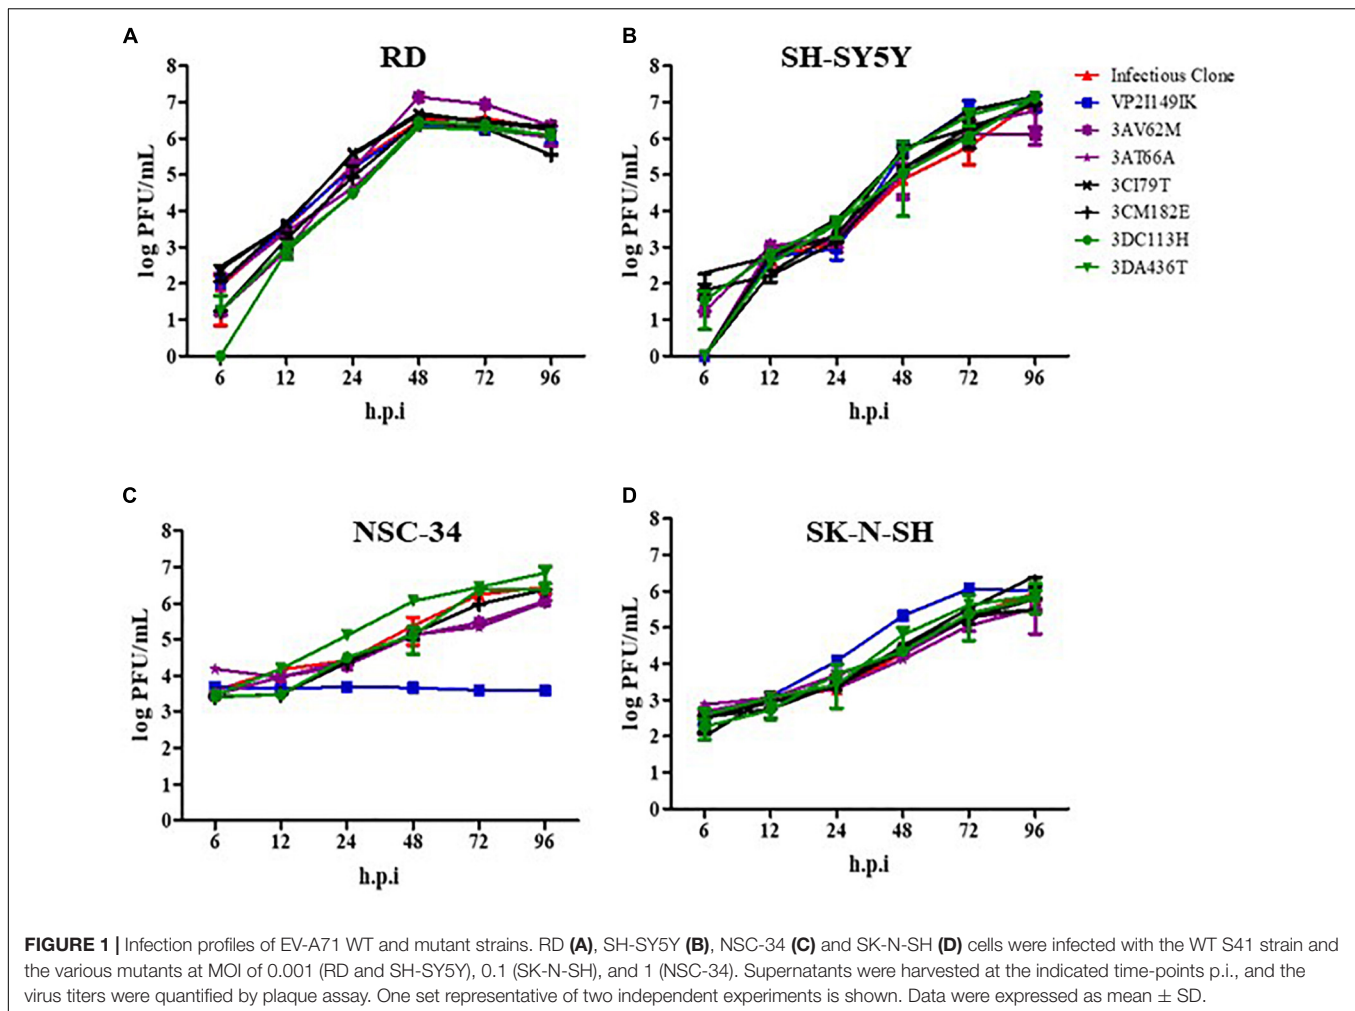 A
RD
8
7
6
5
4
3
2
1
0
log PFU/mL
6 12 24 48 72 96
h.p.i
B
SH-SY5Y
8
7
6
5
4
3
2
1
0
log PFU/mL
6 12 24 48 72 96
h.p.i
Infectious Clone
VP2I149IK
3AV62M
3AT66A
3CI79T
3CM182E
3DC113H
3DA436T
C
NSC-34
8
7
6
5
4
3
2
1
0
log PFU/mL
6 12 24 48 72 96
h.p.i
D
SK-N-SH
8
7
6
5
4
3
2
1
0
log PFU/mL
6 12 24 48 72 96
h.p.i
FIGURE 1 | Infection profiles of EV-A71 WT and mutant strains. RD (A), SH-SY5Y (B), NSC-34 (C) and SK-N-SH (D) cells were infected with the WT S41 strain and
the various mutants at MOI of 0.001 (RD and SH-SY5Y), 0.1 (SK-N-SH), and 1 (NSC-34). Supernatants were harvested at the indicated time-points p.i., and the
virus titers were quantified by plaque assay. One set representative of two independent experiments is shown. Data were expressed as mean ± SD.